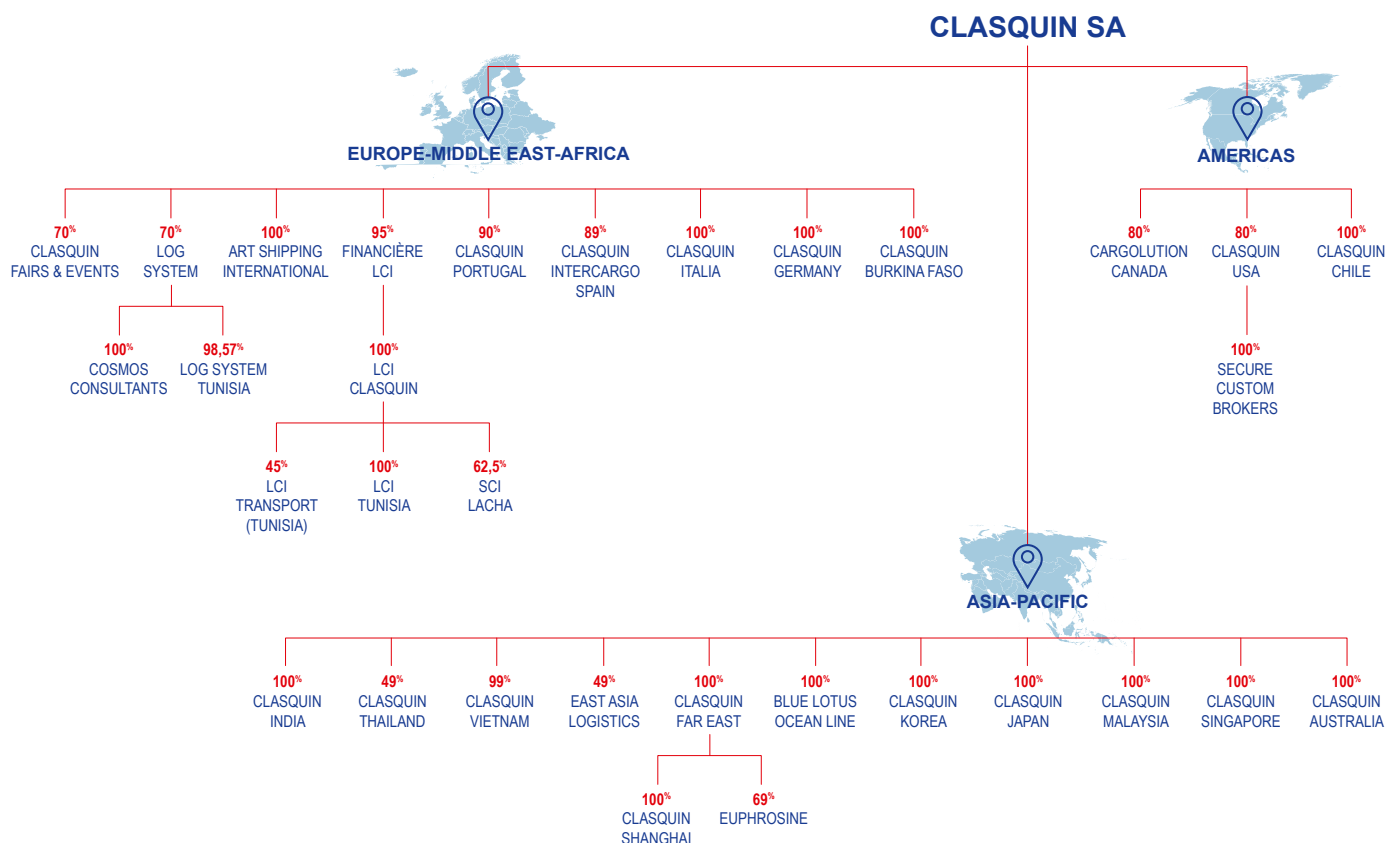 CLASQUIN SA
EUROPE-MIDDLE EAST-AFRICA
AMERICAS
70%
CLASQUIN
FAIRS & EVENTS
70%
LOG
SYSTEM
100%
ART SHIPPING
INTERNATIONAL
95%
FINANCIÈRE
LCI
90%
CLASQUIN
PORTUGAL
89%
CLASQUIN
INTERCARGO
SPAIN
100%
CLASQUIN
ITALIA
100%
CLASQUIN
GERMANY
100%
CLASQUIN
BURKINA FASO
80%
CARGOLUTION
CANADA
80%
CLASQUIN
USA
100%
CLASQUIN
CHILE
100%
COSMOS
CONSULTANTS
98,57%
LOG SYSTEM
TUNISIA
100%
LCI
CLASQUIN
100%
SECURE
CUSTOM
BROKERS
45%
LCI
TRANSPORT
(TUNISIA)
100%
LCI
TUNISIA
62,5%
SCI
LACHA
ASIA-PACIFIC
100%
CLASQUIN
INDIA
49%
CLASQUIN
THAILAND
99%
CLASQUIN
VIETNAM
49%
EAST ASIA
LOGISTICS
100%
CLASQUIN
FAR EAST
100%
BLUE LOTUS
OCEAN LINE
100%
CLASQUIN
KOREA
100%
CLASQUIN
JAPAN
100%
CLASQUIN
MALAYSIA
100%
CLASQUIN
SINGAPORE
100%
CLASQUIN
AUSTRALIA
100%
CLASQUIN
SHANGHAI
69%
EUPHROSINE